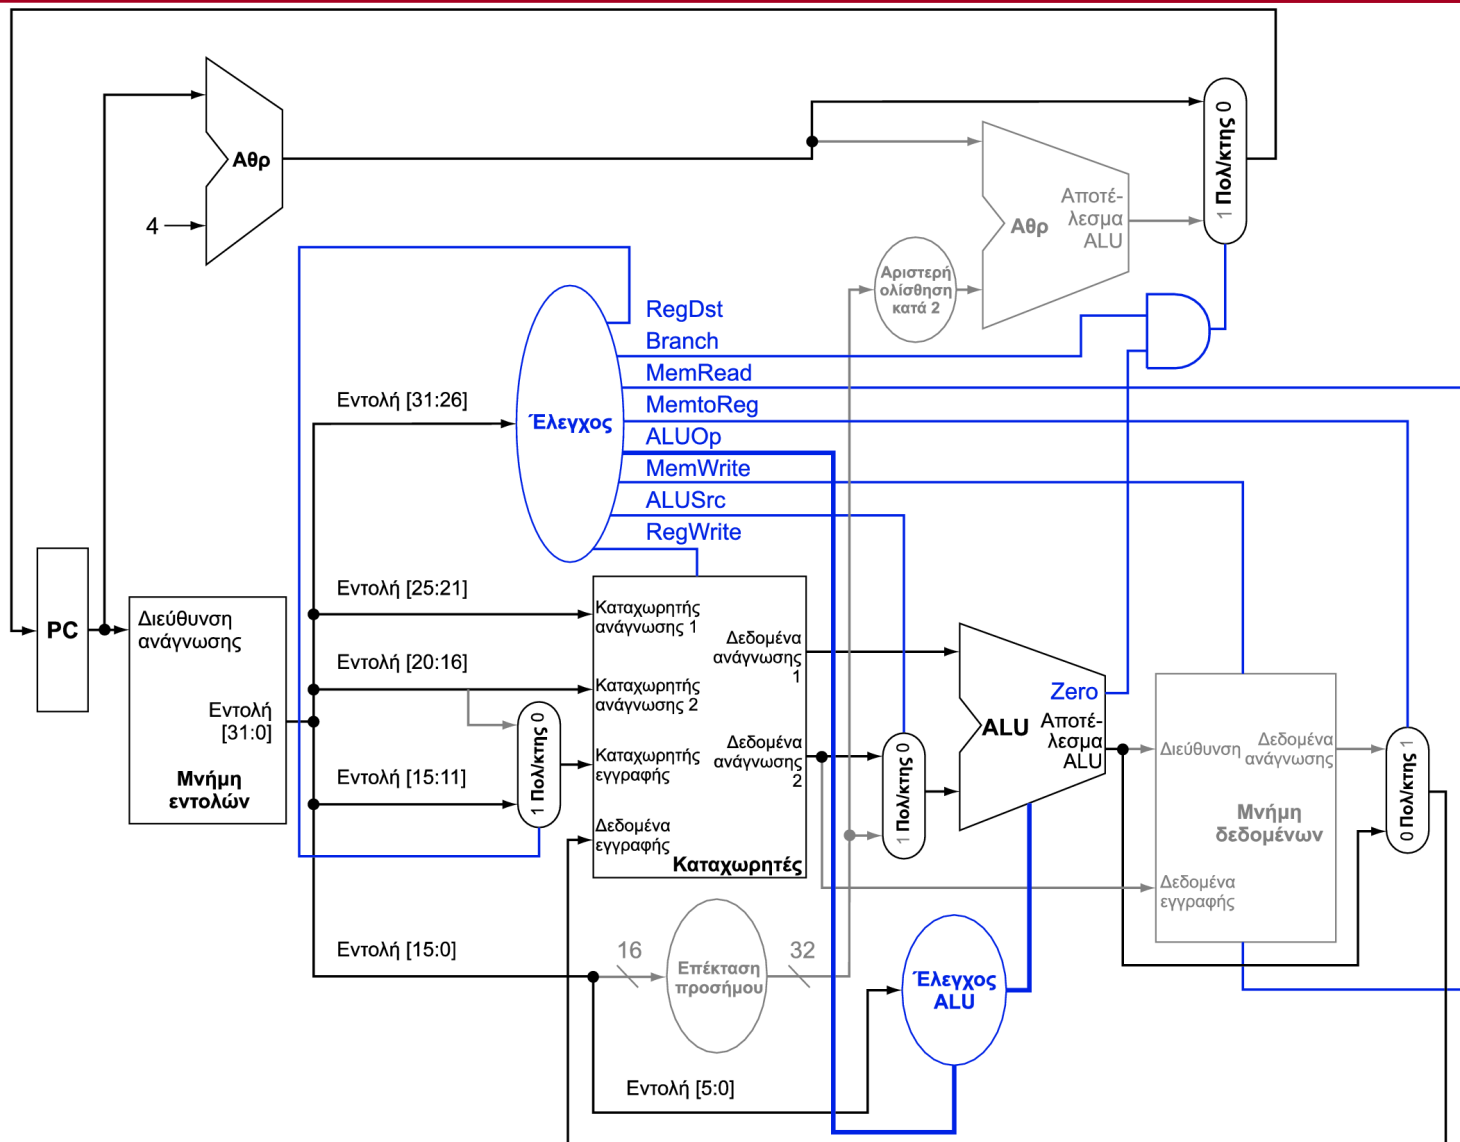 Αθρ
4
Αποτέ-
λεσμα
ALU
Αθρ
0
Πολ/κτης
1
Αριστερή
ολίσθηση
κατά 2
RegDst
Branch
MemRead
MemtoReg
ALUOp
MemWrite
ALUSrc
RegWrite
Έλεγχος
Εντολή [31:26]
Εντολή [25:21]
Εντολή [20:16]
Εντολή [15:11]
Εντολή [15:0]
PC
Διεύθυνση
ανάγνωσης
Εντολή
[31:0]
Μνήμη
εντολών
1 Πολ/κτης 0
Καταχωρητής
ανάγνωσης 1
Καταχωρητής
ανάγνωσης 2
Καταχωρητής
εγγραφής
Δεδομένα
εγγραφής
Δεδομένα
ανάγνωσης
1
Δεδομένα
ανάγνωσης
2
Καταχωρητές
1 Πολ/κτης 0
Zero
ALU
Αποτέ-
λεσμα
ALU
Διεύθυνση
Δεδομένα
ανάγνωσης
Μνήμη
δεδομένων
Δεδομένα
εγγραφής
0 Πολ/κτης 1
16
Επέκταση
προσήμου
32
Έλεγχος
ALU
Εντολή [5:0]